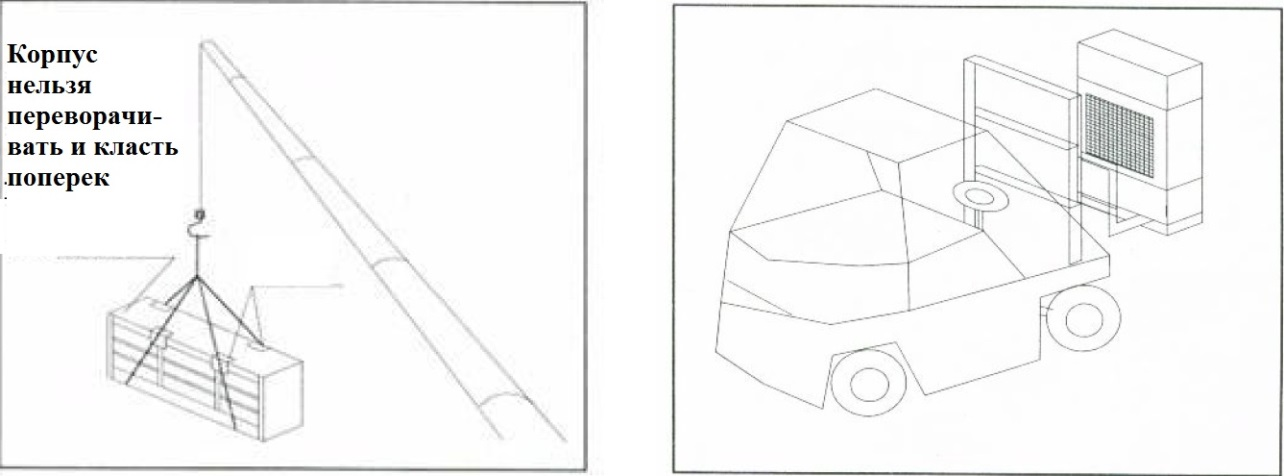 Корпус
нельзя
переворачи-
вать и класть
поперек